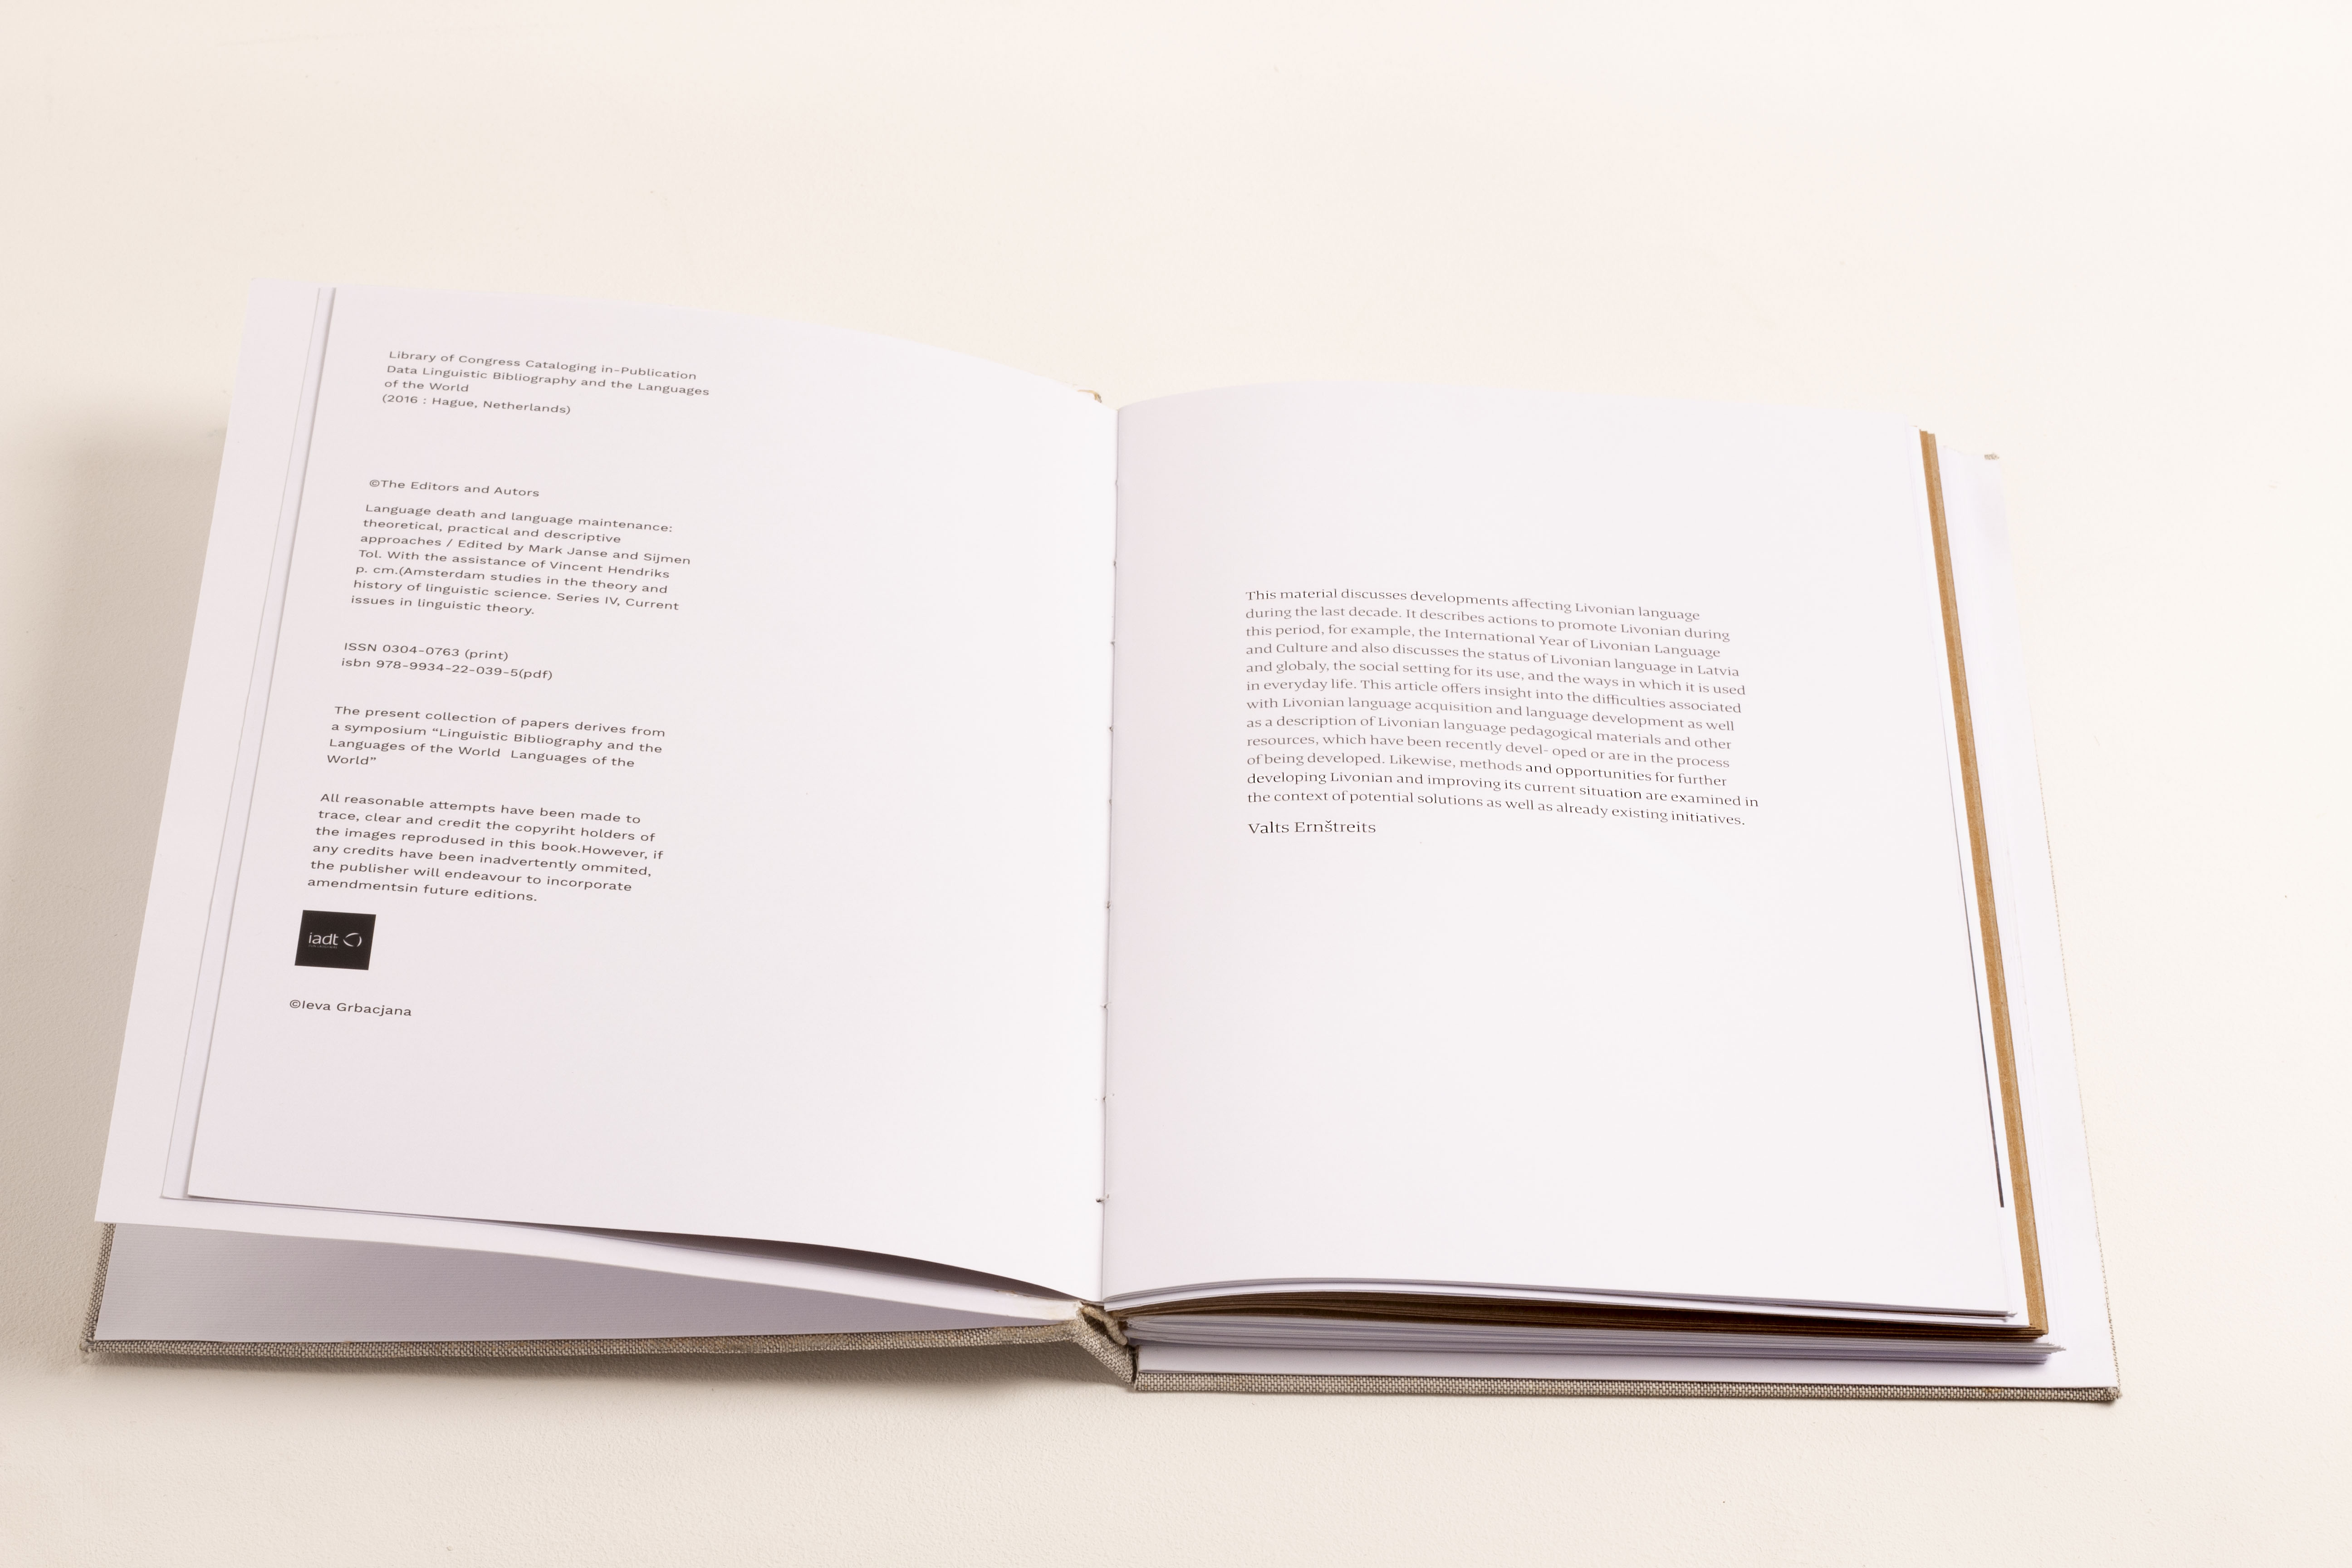 Library of Congress Cataloging in-Publication
Data Linguistic Bibliography and the Languages
of the World
(2016 : Hague, Netherlands)
©The Editors and Autors
Language death and language maintenance:
theoretical, practical and descriptive
approaches / Edited by Mark Janse and Sijmen
Tol. With the assistance of Vincent Hendriks
p. cm.(Amsterdam studies in the theory and
history of linguistic science. Series IV, Current
issues in linguistic theory.
ISSN 0304-0763 (print)
isbn 978-9934-22-039-5(pdf)
The present collection of papers derives from
a symposium “Linguistic Bibliography and the
Languages of the World  Languages of the
World”
All reasonable attempts have been made to
trace, clear and credit the copyriht holders of
the images reprodused in this book.However, if
any credits have been inadvertently ommited,
the publisher will endeavour to incorporate
amendmentsin future editions.
iadt
©Ieva Grbacjana
This material discusses developments affecting Livonian language
during the last decade. It describes actions to promote Livonian during
this period, for example, the International Year of Livonian Language
and Culture and also discusses the status of Livonian language in Latvia
and globaly, the social setting for its use, and the ways in which it is used
in everyday life. This article offers insight into the difficulties associated
with Livonian language acquisition and language development as well
as a description of Livonian language pedagogical materials and other
resources, which have been recently devel- oped or are in the process
of being developed. Likewise, methods and opportunities for further
developing Livonian and improving its current situation are examined in
the context of potential solutions as well as already existing initiatives.
Valts Ernštreits